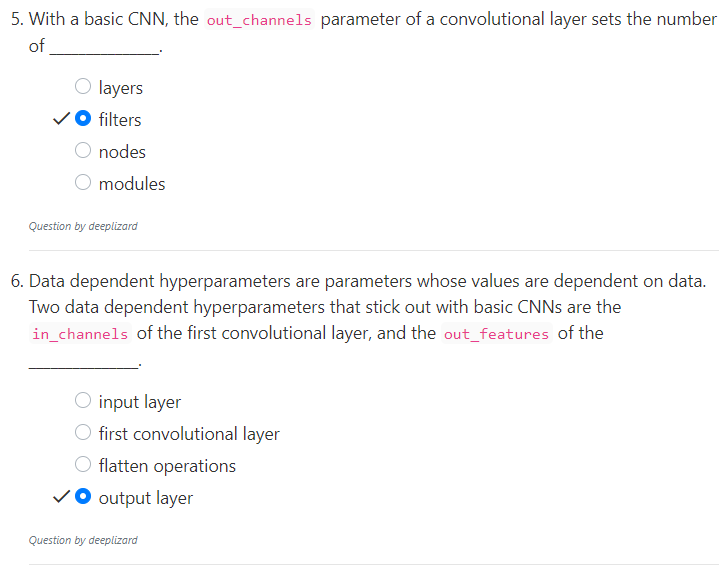 5. With a basic CNN, the out_channels parameter of a convolutional layer sets the number
of _______________.
layers
filters
nodes
modules
Question by deeplizard
6. Data dependent hyperparameters are parameters whose values are dependent on data.
Two data dependent hyperparameters that stick out with basic CNNs are the
in_channels of the first convolutional layer, and the out_features of the
_______________.
input layer
first convolutional layer
flatten operations
output layer
Question by deeplizard